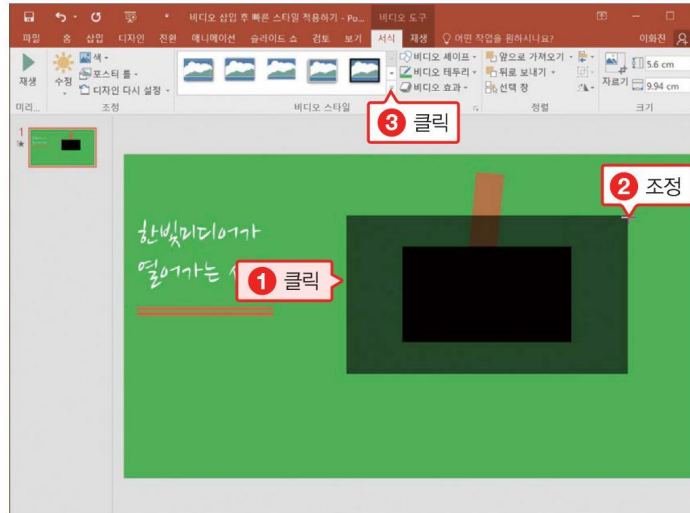 비디오 삽입 후 빠른 스타일 적용하기 - Po...
비디오 도구
파일 홈 삽입 디자인 전환 애니메이션 슬라이드 쇼 검토 보기 서식 재생 어떤 작업을 원하시나요? 이화진
재생
수정
색
포스터 틀
디자인 다시 설정
비디오 셰이프
비디오 테두리
비디오 효과
앞으로 가져오기
뒤로 보내기
선택 창
자르기
5.6 cm
9.94 cm
미리... 조정 비디오 스타일 정렬 크기
3 클릭
1
2 조정
한빛미디어가
열어가는
1 클릭